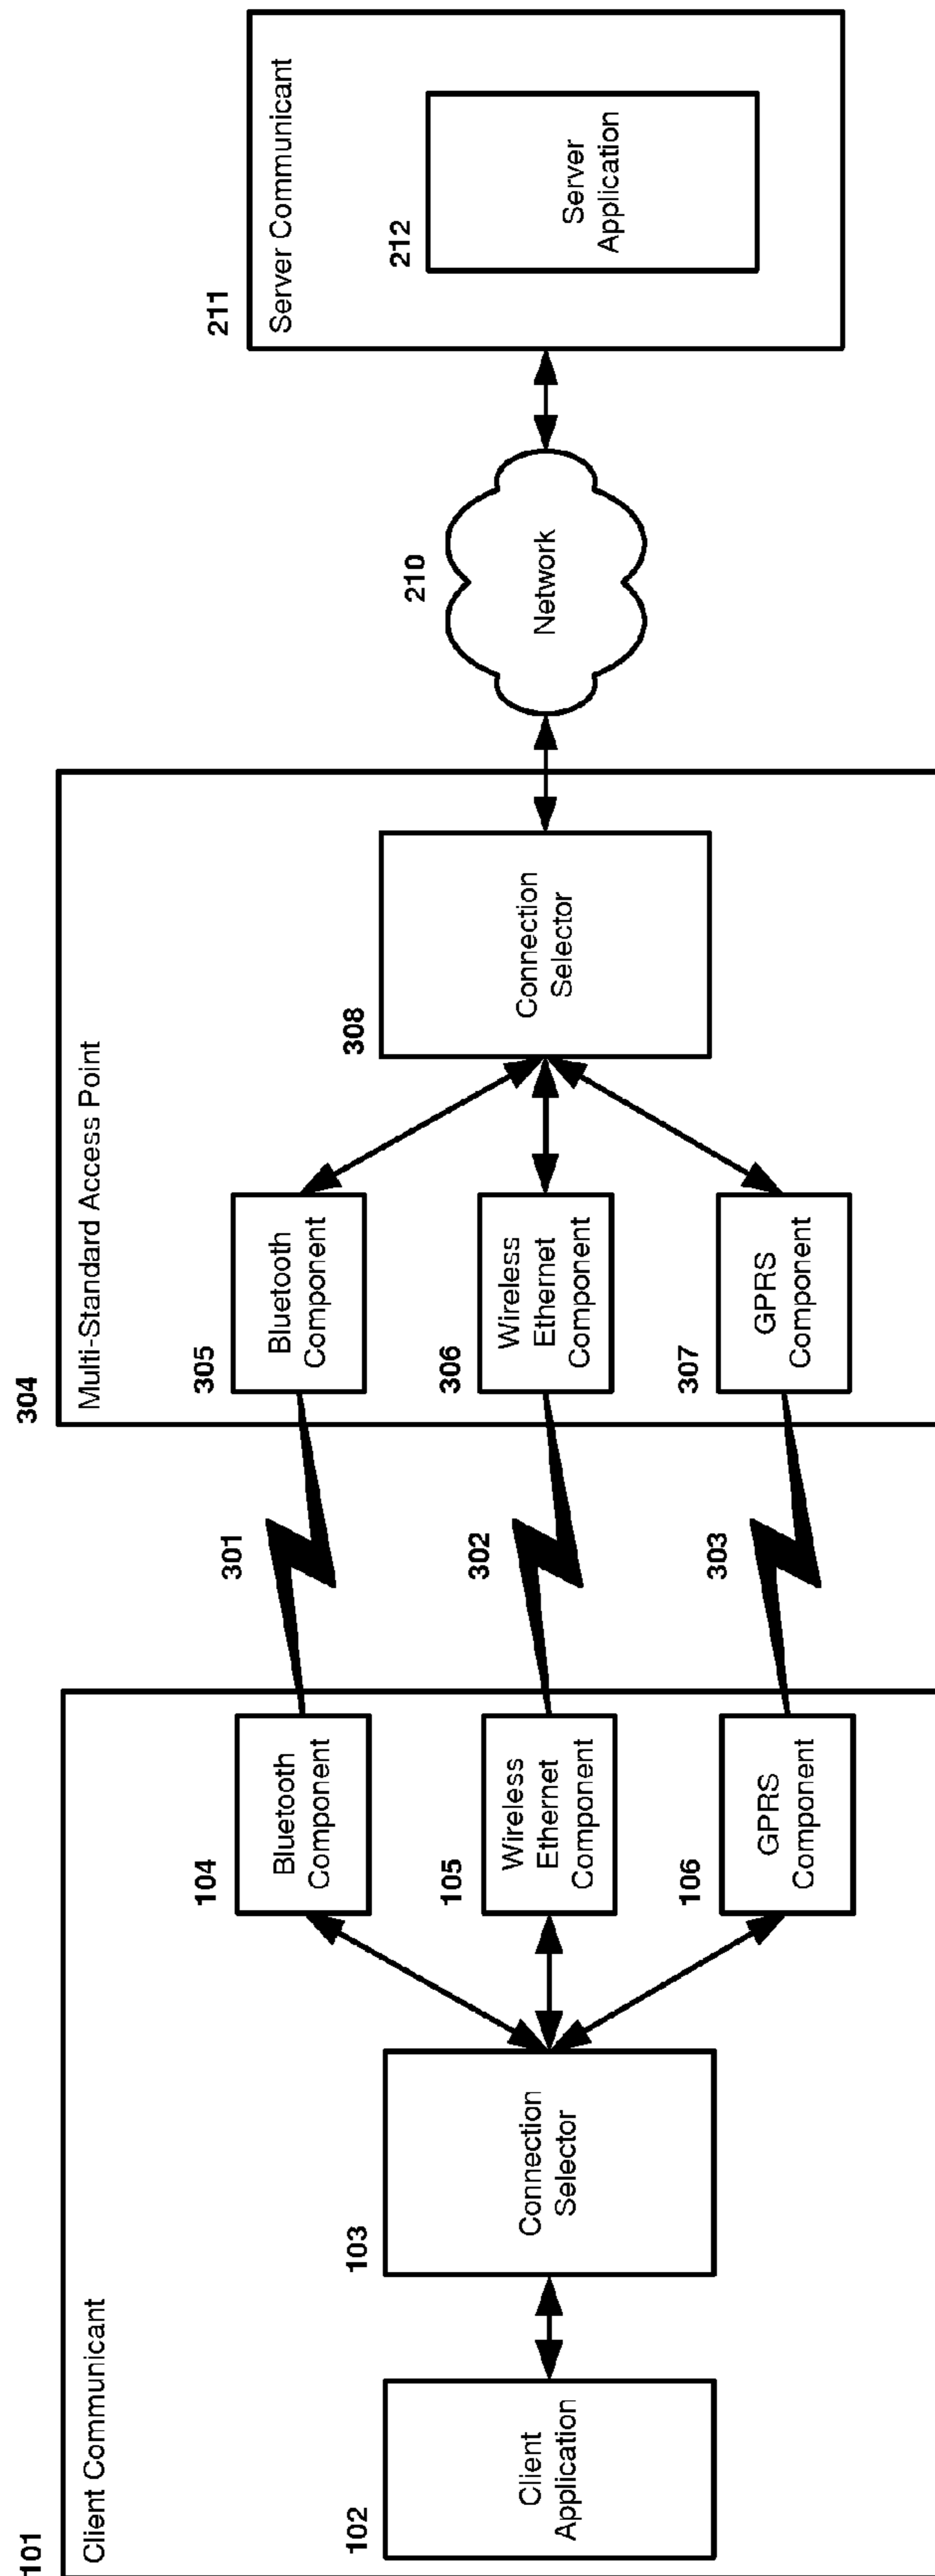 101
Client Communicant
102
Client
Application
103
Connection
Selector
104
Bluetooth
Component
105
Wireless
Ethernet
Component
106
GPRS
Component
301
302
303
304
Multi-Standard Access Point
305
Bluetooth
Component
306
Wireless
Ethernet
Component
307
GPRS
Component
308
Connection
Selector
210
Network
211
Server Communicant
212
Server
Application